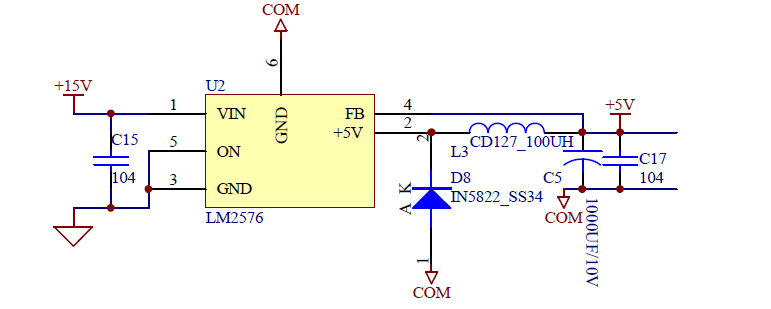 COM
6
+15V
U2
1
VIN
GND
FB
4
+5V
+5V
2
C15
5
ON
2
L3
CD127_100UH
C17
104
3
GND
K
A
D8
IN5822_SS34
C5
104
LM2576
COM
1000UF/10V
1
COM